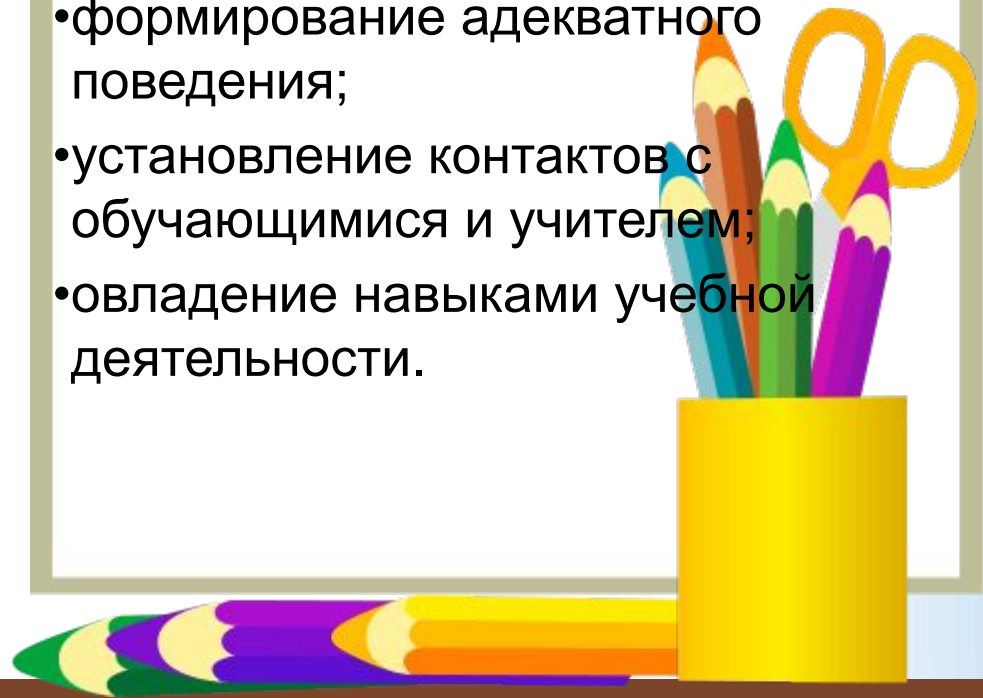 •формирование адекватного
поведения;
•установление контактов с
обучающимися и учителем;
•овладение навыками учебной
деятельности.